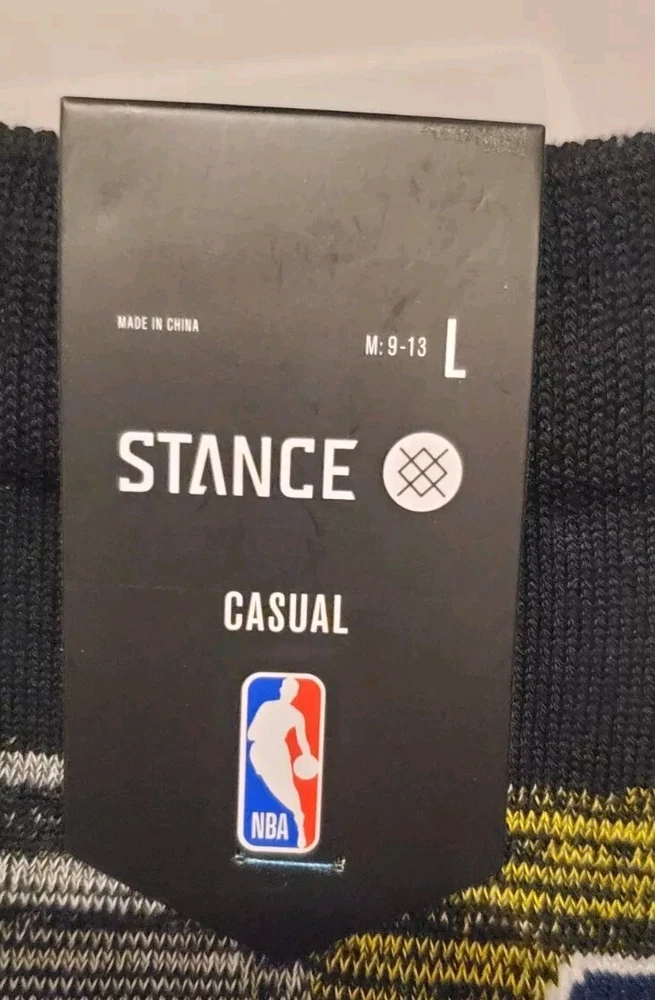 MADE IN CHINA
M: 9-13 L
STANCE
CASUAL
NBA